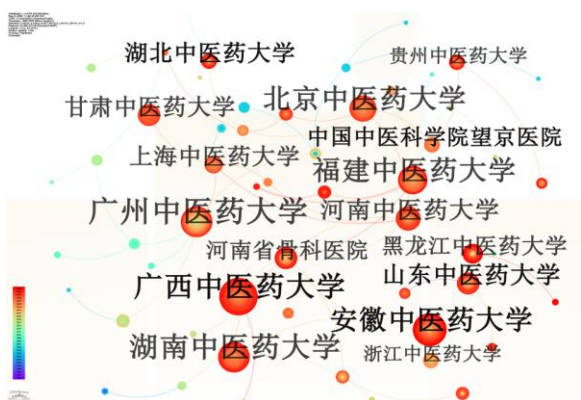 湖北中医药大学
贵州中医药大学
甘肃中医药大学
北京中医药大学
中国中医科学院望京医院
上海中医药大学
福建中医药大学
广州中医药大学
河南中医药大学
河南省骨科医院
黑龙江中医药大学
广西中医药大学
山东中医药大学
安徽中医药大学
湖南中医药大学
浙江中医药大学